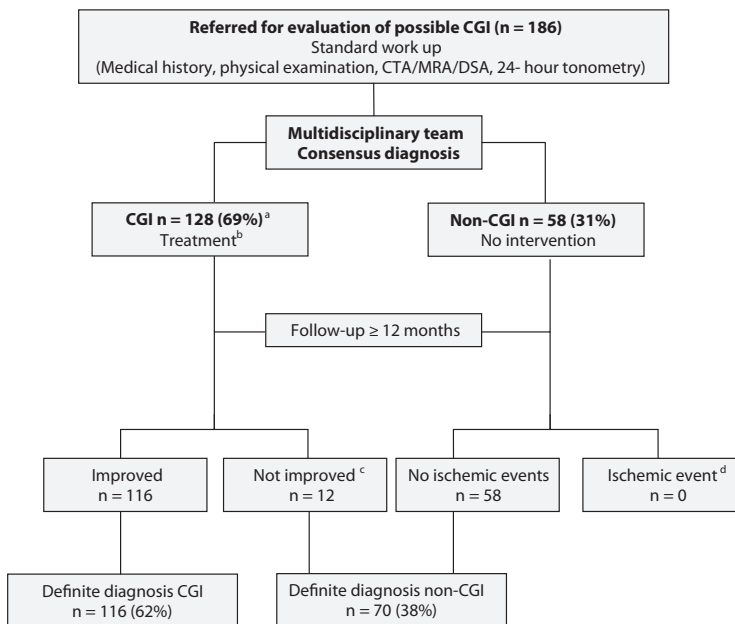 Referred for evaluation of possible CGI (n = 186)
Standard work up
(Medical history, physical examination, CTA/MRA/DSA, 24- hour tonometry)
Multidisciplinary team
Consensus diagnosis
CGI n = 128 (69%) a
Treatment b
Non-CGI n = 58 (31%)
No intervention
Follow-up ≥ 12 months
Improved
n = 116
Not improved c
n = 12
No ischemic events
n = 58
Ischemic event d
n = 0
Definite diagnosis CGI
n = 116 (62%)
Definite diagnosis non-CGI
n = 70 (38%)